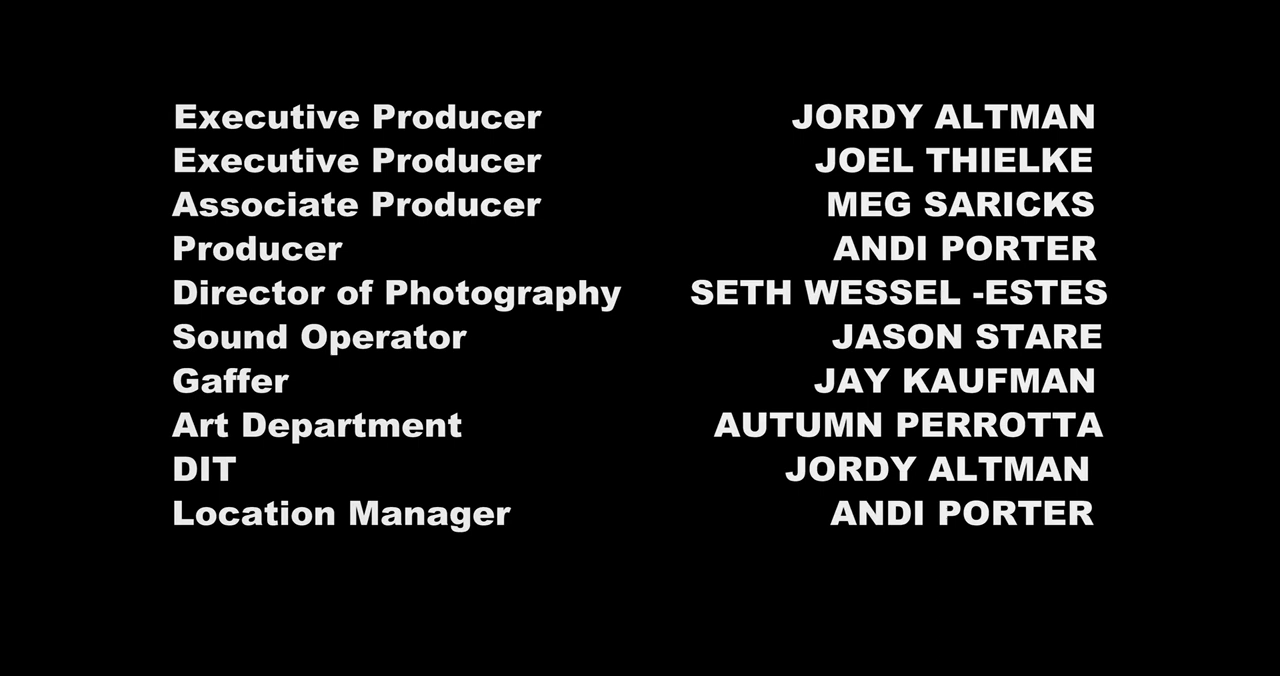 Executive Producer JORDY ALTMAN
Executive Producer JOEL THIELKE
Associate Producer MEG SARICKS
Producer ANDI PORTER
Director of Photography SETH WESSEL -ESTES
Sound Operator JASON STARE
Gaffer JAY KAUFMAN
Art Department AUTUMN PERROTTA
DIT JORDY ALTMAN
Location Manager ANDI PORTER